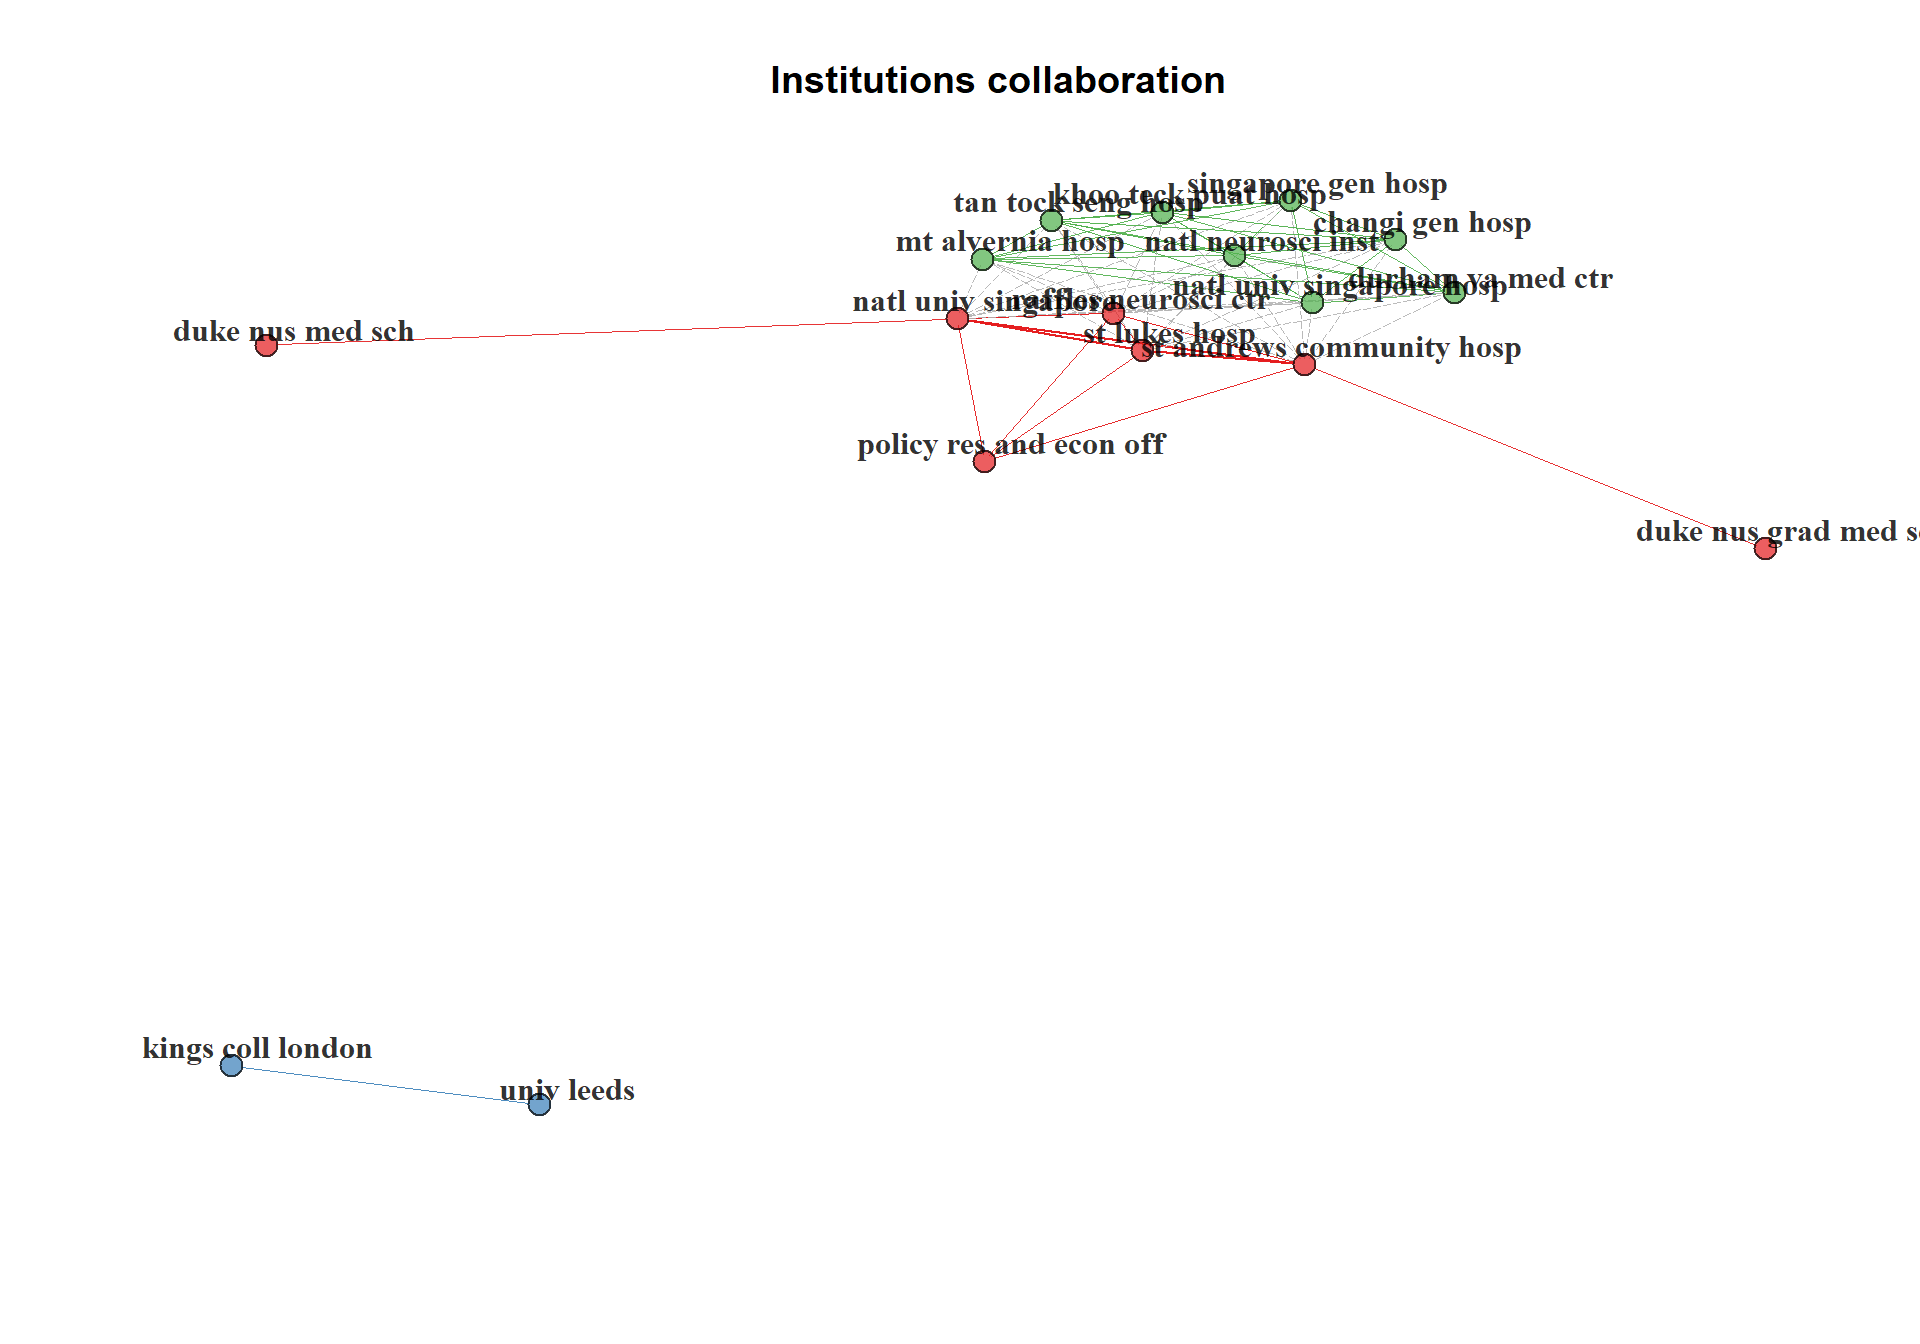 Institutions collaboration
singapore gen hosp
khoo teck puat hosp
tan tock seng hosp
changi gen hosp
mt alvernia hosp
natl neurosci inst
durham va med ctr
natl univ singapore hosp
natl univ singapore
raffles neurosci ctr
duke nus med sch
st lukes hosp
st andrews community hosp
policy res and econ off
duke nus grad med s
kings coll london
univ leeds